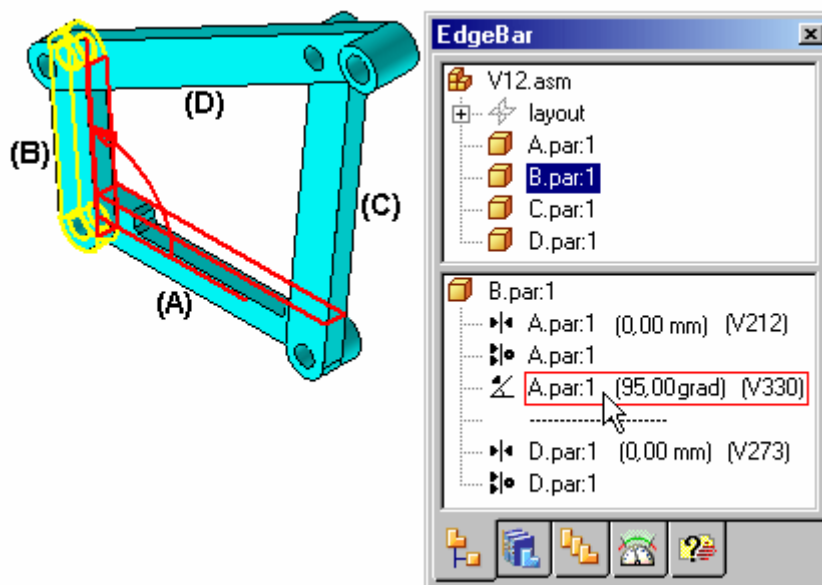 EdgeBar
V12.asm
layout
A.par:1
B.par:1
C.par:1
D.par:1
B.par:1
A.par:1 (0,00 mm) (V212)
A.par:1
A.par:1 (95,00grad) (V330)
--------------------
D.par:1 (0,00 mm) (V273)
D.par:1
(D)
(B)
(C)
(A)